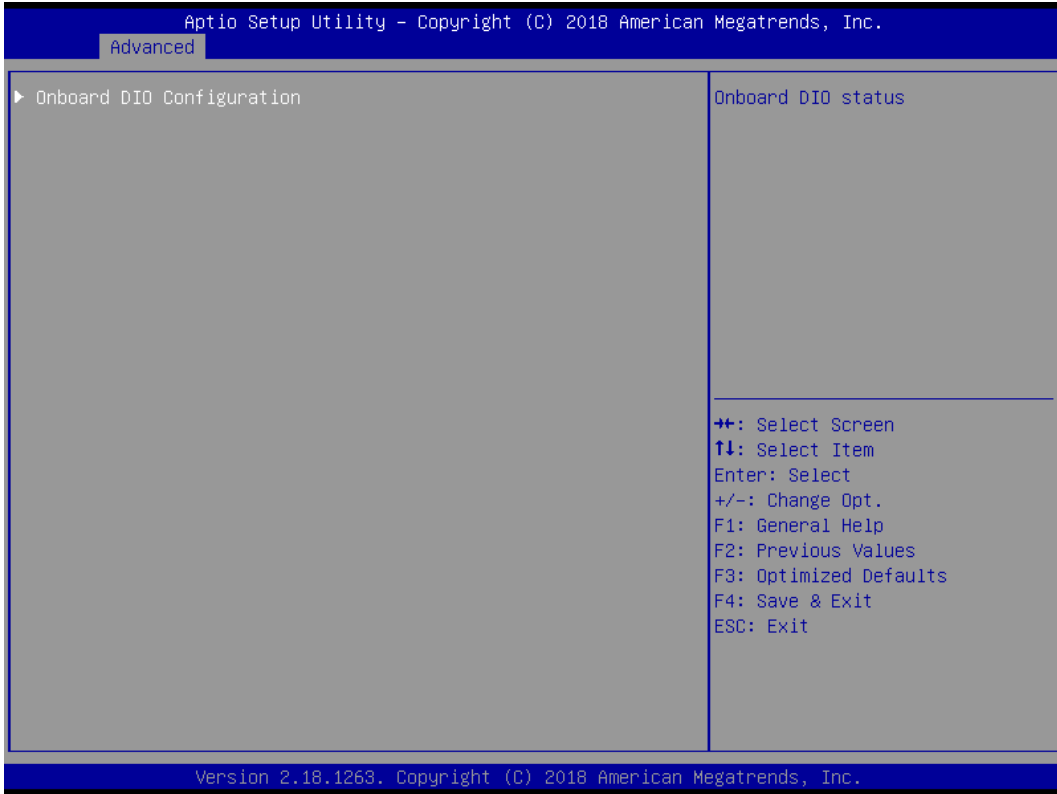 Aptio Setup Utility – Copyright (C) 2018 American Megatrends, Inc.
Advanced
▶ Onboard DIO Configuration
Onboard DIO status
→←: Select Screen
↑↓: Select Item
Enter: Select
+/-: Change Opt.
F1: General Help
F2: Previous Values
F3: Optimized Defaults
F4: Save & Exit
ESC: Exit
Version 2.18.1263. Copyright (C) 2018 American Megatrends, Inc.